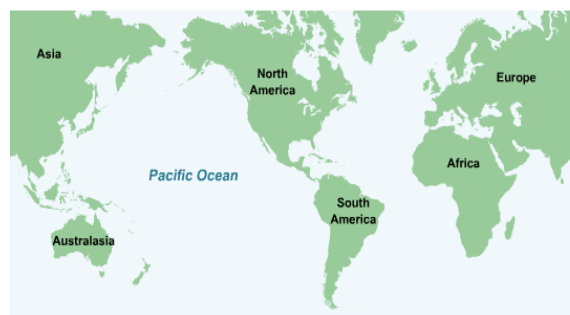 Asia
North
America
Europe
Africa
Pacific Ocean
South
America
Australasia